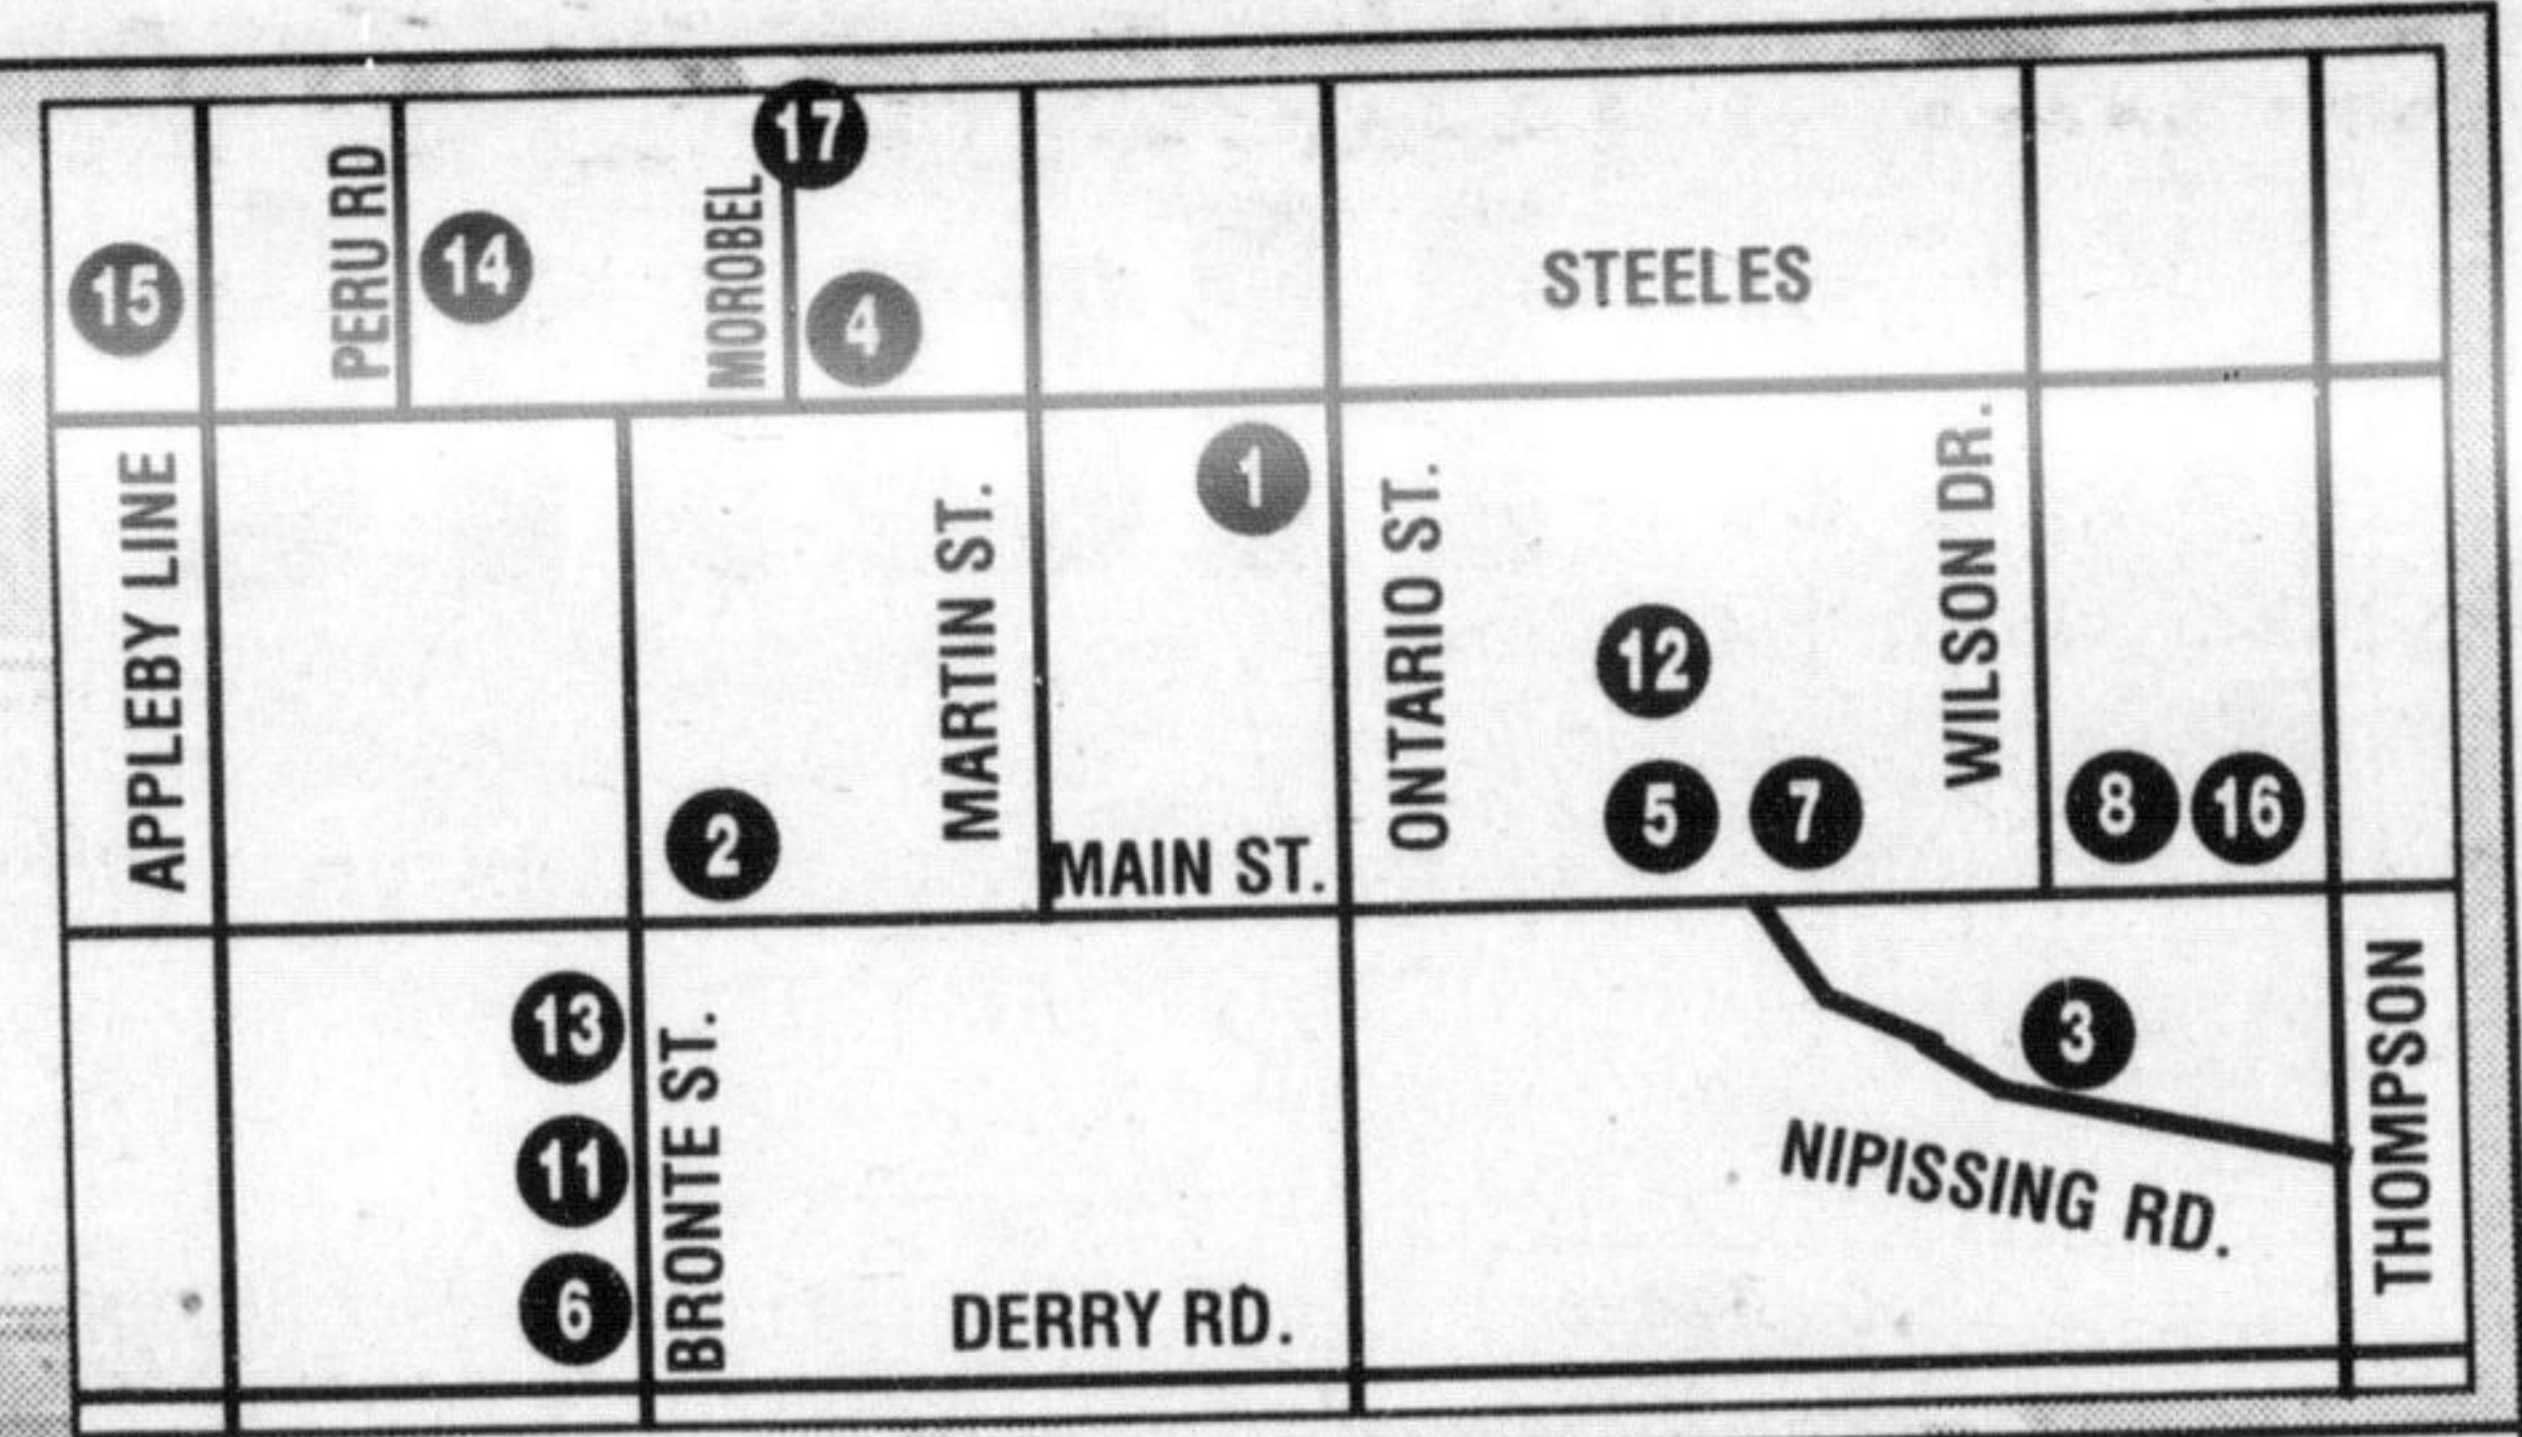 17
PERU RD
14
MOROBEL
15
4
STEELES
APPLEBY LINE
MARTIN ST.
1
ONTARIO ST.
WILSON DR.
12
2
5
7
8
16
MAIN ST.
13
BRONTE ST.
3
THOMPSON
11
NIPISSING RD.
6
DERRY RD.